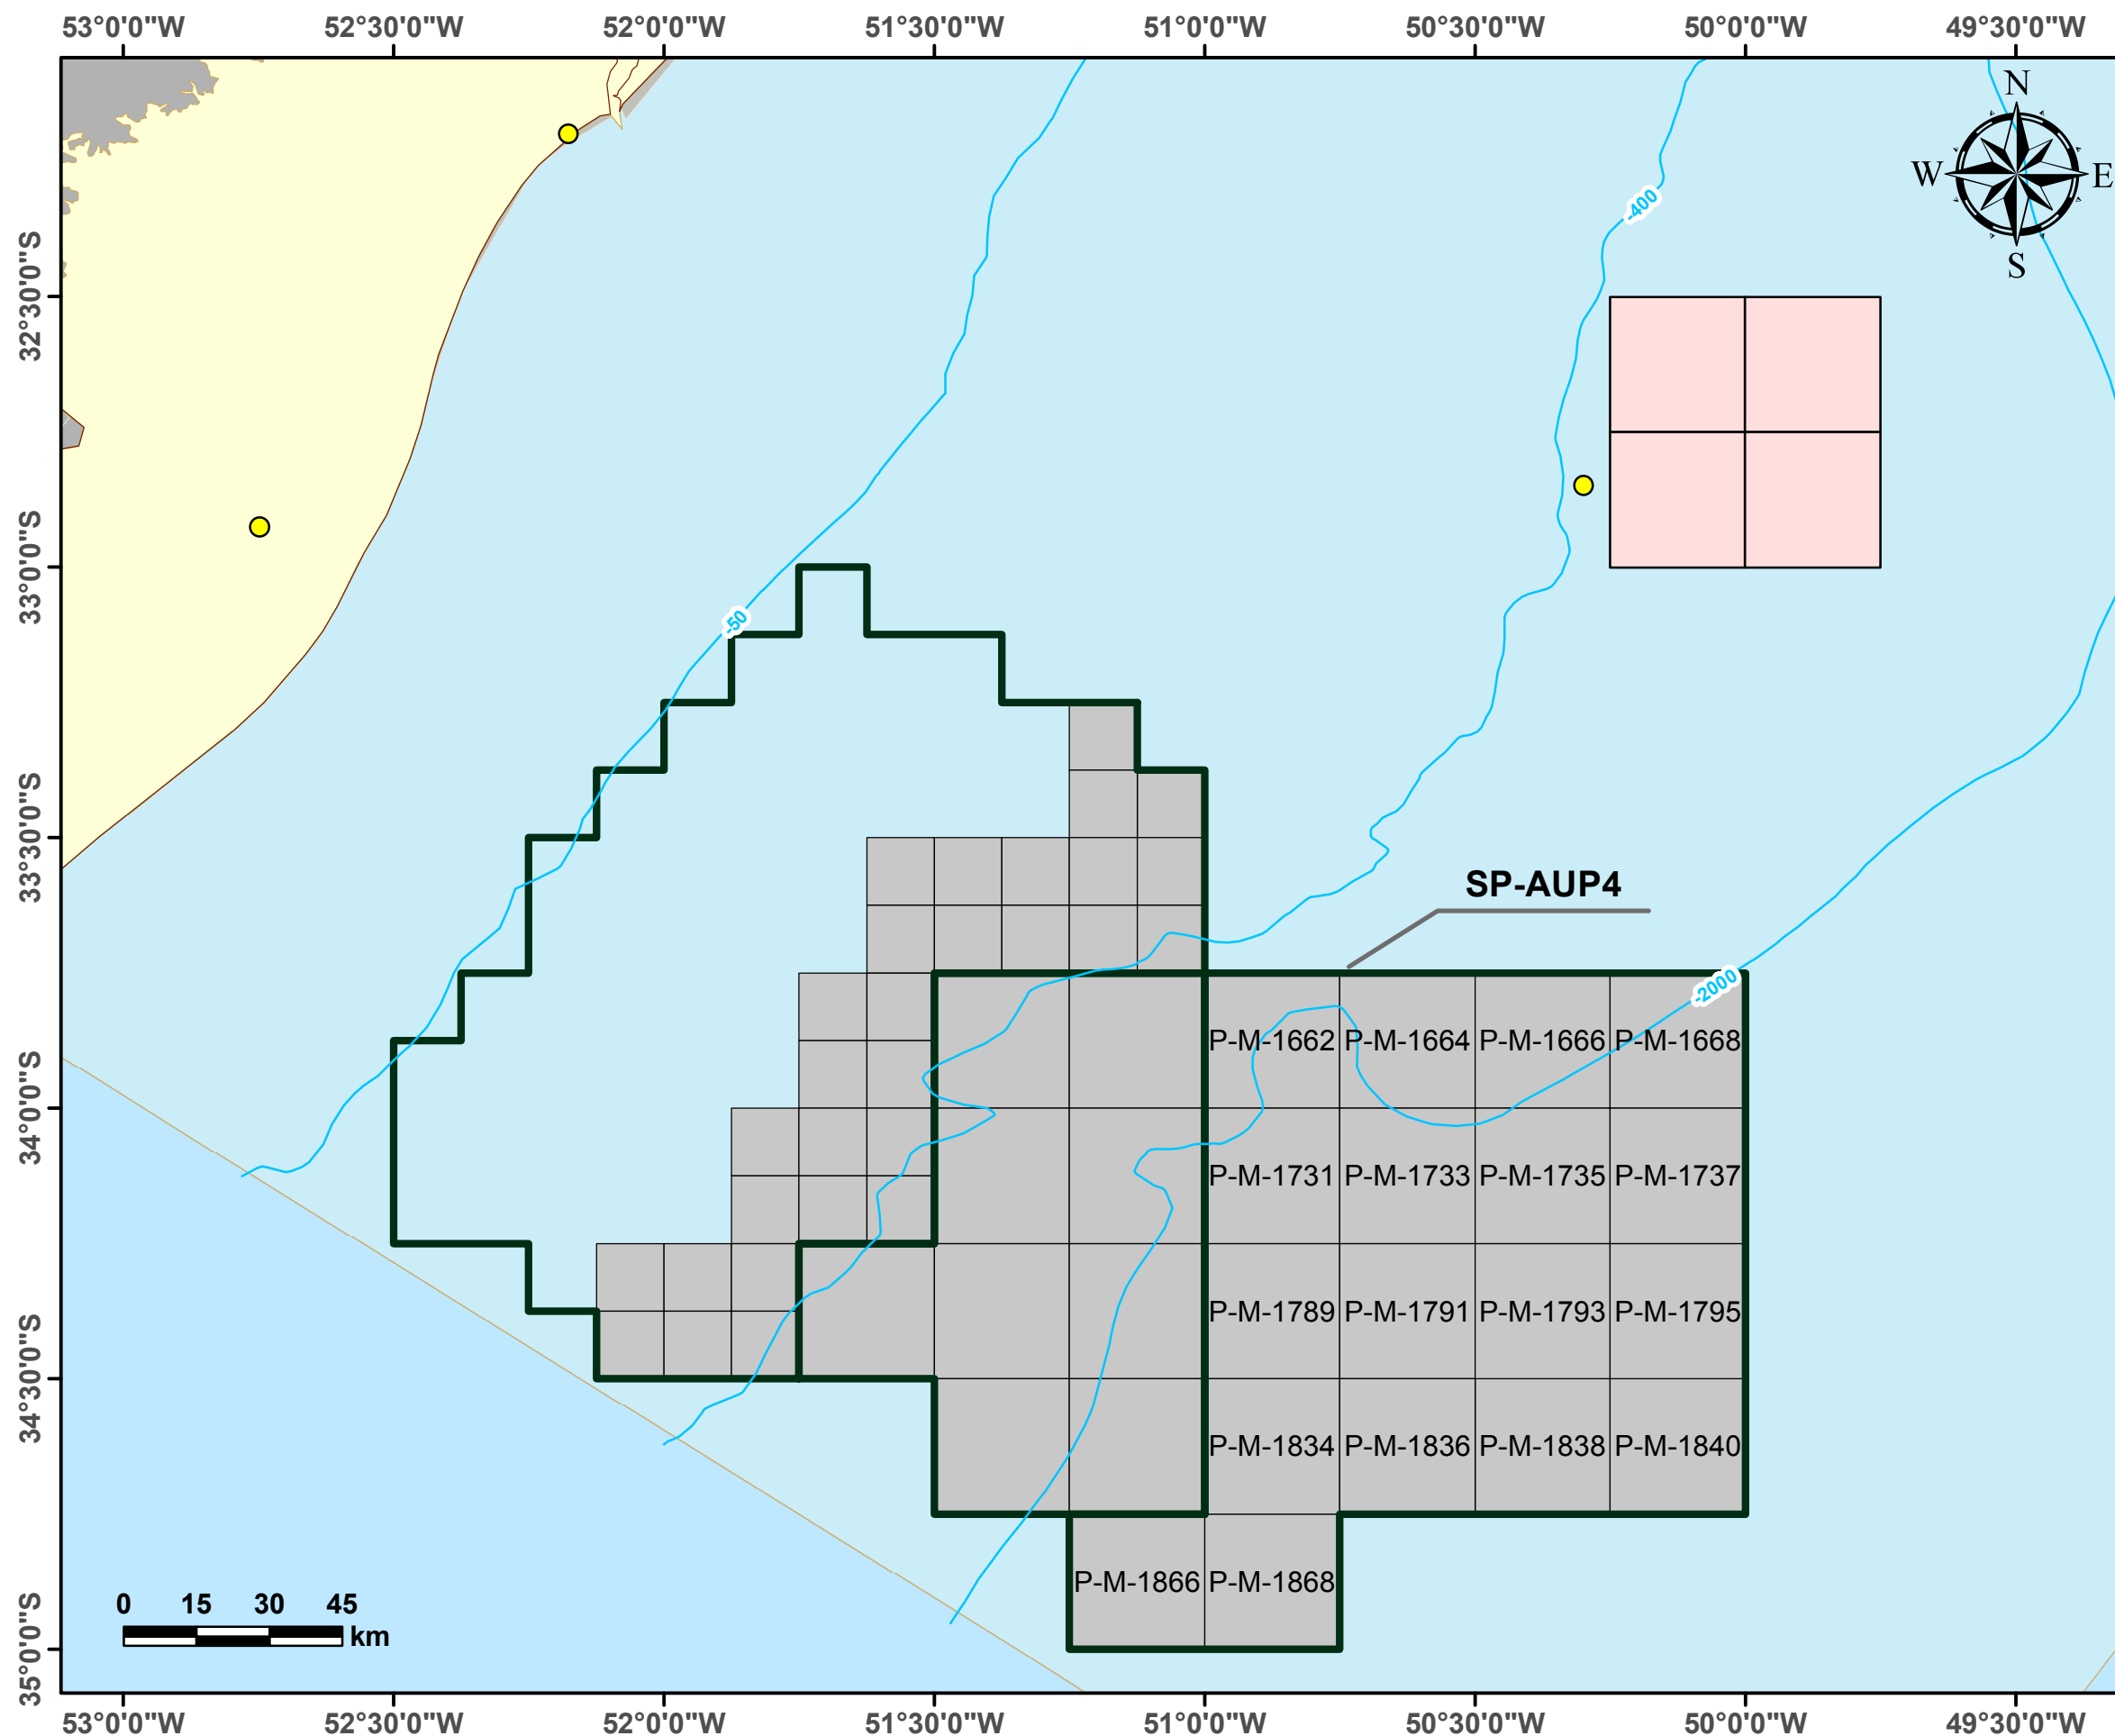 53°0'0"W 52°30'0"W 52°0'0"W 51°30'0"W 51°0'0"W 50°30'0"W 50°0'0"W 49°30'0"W
N
W E
S
-400
32°30'0"S
33°0'0"S
-50
33°30'0"S
SP-AUP4
-2000
P-M-1662 P-M-1664 P-M-1666 P-M-1668
34°0'0"S
P-M-1731 P-M-1733 P-M-1735 P-M-1737
P-M-1789 P-M-1791 P-M-1793 P-M-1795
34°30'0"S
P-M-1834 P-M-1836 P-M-1838 P-M-1840
P-M-1866 P-M-1868
0 15 30 45
km
35°0'0"S
53°0'0"W 52°30'0"W 52°0'0"W 51°30'0"W 51°0'0"W 50°30'0"W 50°0'0"W 49°30'0"W